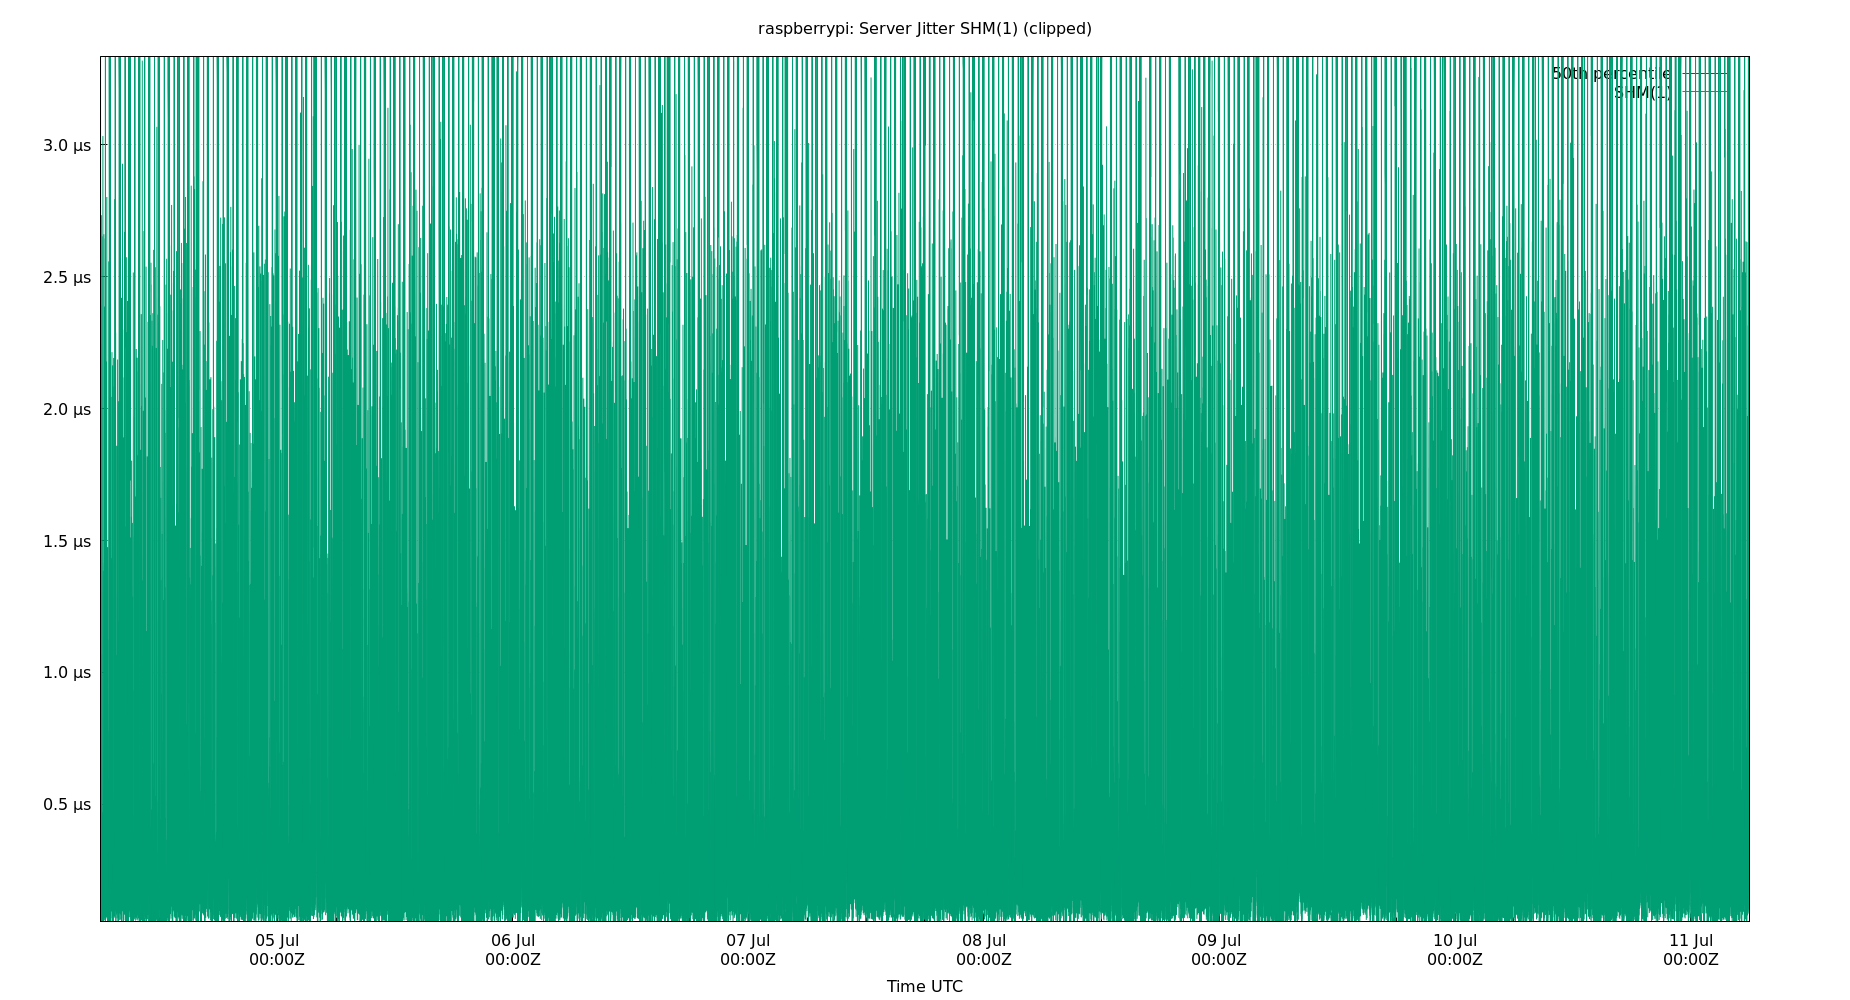 raspberrypi: Server Jitter SHM(1) (clipped)
50th percentile
SHM(1)
3.0 µs
2.5 µs
2.0 µs
1.5 µs
1.0 µs
0.5 µs
05 Jul 06 Jul 07 Jul 08 Jul 09 Jul 10 Jul 11 Jul
00:00Z 00:00Z 00:00Z 00:00Z 00:00Z 00:00Z 00:00Z
Time UTC